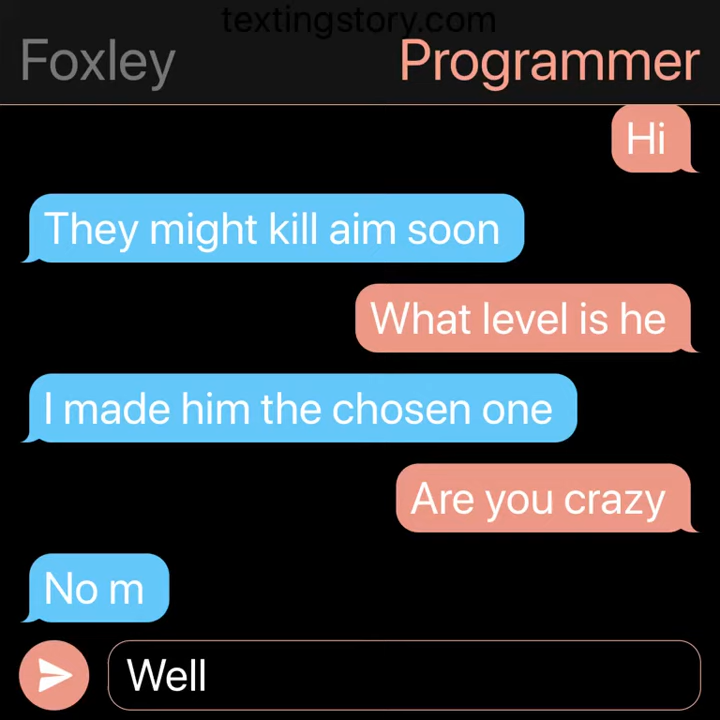 textingstory.com
Foxley Programmer
Hi
They might kill aim soon
What level is he
I made him the chosen one
Are you crazy
No m
Well